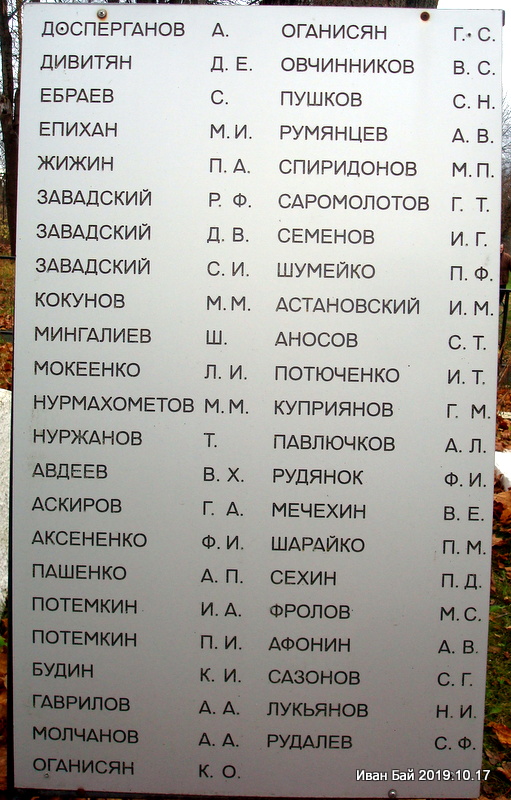 ДОСПЕРГАНОВ А.
ДИВИТЯН Д. Е.
ЕБРАЕВ С.
ЕПИХАН М. И.
ЖИЖИН П. А.
ЗАВАДСКИЙ Р. Ф.
ЗАВАДСКИЙ Д. В.
ЗАВАДСКИЙ С. И.
КОКУНОВ М. М.
МИНГАЛИЕВ Ш.
МОКЕЕНКО Л. И.
НУРМАХОМЕТОВ М. М.
НУРЖАНОВ Т.
АВДЕЕВ В. Х.
АСКИРОВ Г. А.
АКСЕНЕНКО Ф. И.
ПАШЕНКО А. П.
ПОТЕМКИН И. А.
ПОТЕМКИН П. И.
БУДИН К. И.
ГАВРИЛОВ А. А.
МОЛЧАНОВ А. А.
ОГАНИСЯН К. О.
ОГАНИСЯН Г. С.
ОВЧИННИКОВ В. С.
ПУШКОВ С. Н.
РУМЯНЦЕВ А. В.
СПИРИДОНОВ М. П.
САРОМОЛОТОВ Г. Т.
СЕМЕНОВ И. Г.
ШУМЕЙКО П. Ф.
АСТАНОВСКИЙ И. М.
АНОСОВ С. Т.
ПОТЮЧЕНКО И. Т.
КУПРИЯНОВ Г. М.
ПАВЛЮЧКОВ А. Л.
РУДЯНОК Ф. И.
МЕЧЕХИН В. Е.
ШАРАЙКО П. М.
СЕХИН П. Д.
ФРОЛОВ М. С.
АФОНИН А. В.
САЗОНОВ С. Г.
ЛУКЬЯНОВ Н. И.
РУДАЛЕВ С. Ф.
Иван Бай 2019.10.17